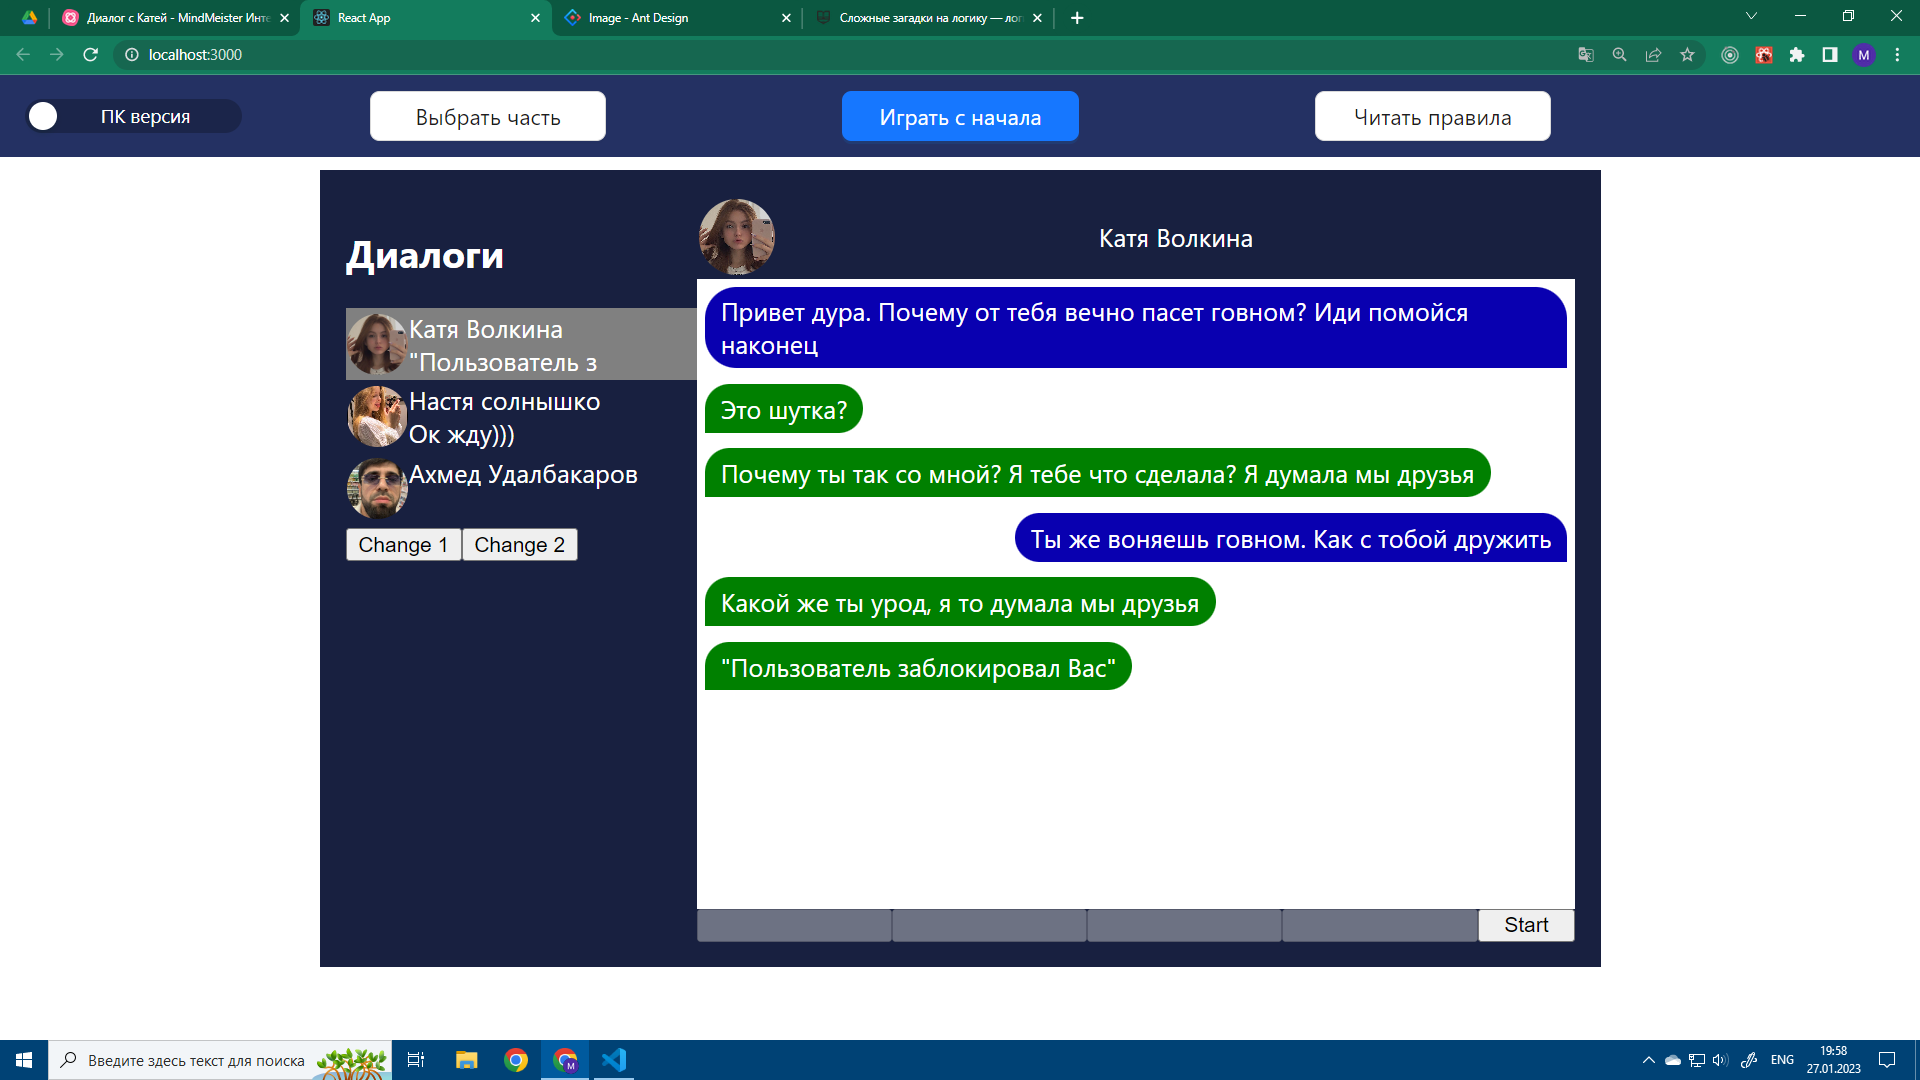 Диалог с Катей - MindMeister Инте
React App
Image - Ant Design
Сложные загадки на логику — лог
localhost:3000
M
ПК версия
Выбрать часть
Играть с начала
Читать правила
Диалоги
Катя Волкина
"Пользователь з
Настя солнышко
Ок жду)))
Ахмед Удалбакаров
Change 1
Change 2
Катя Волкина
Привет дура. Почему от тебя вечно пасет говном? Иди помойся
наконец
Это шутка?
Почему ты так со мной? Я тебе что сделала? Я думала мы друзья
Ты же воняешь говном. Как с тобой дружить
Какой же ты урод, я то думала мы друзья
"Пользователь заблокировал Вас"
Start
Введите здесь текст для поиска
M
ENG
19:58
27.01.2023